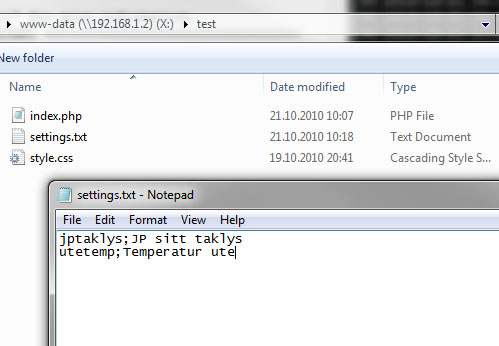 www-data (\\192.168.1.2) (X:) test
New folder
Name Date modified Type
index.php 21.10.2010 10:07 PHP File
settings.txt 21.10.2010 10:18 Text Document
style.css 19.10.2010 20:41 Cascading Style S...
settings.txt - Notepad
File Edit Format View Help
jptaklys;JP sitt taklys
utetemp;Temperatur ute